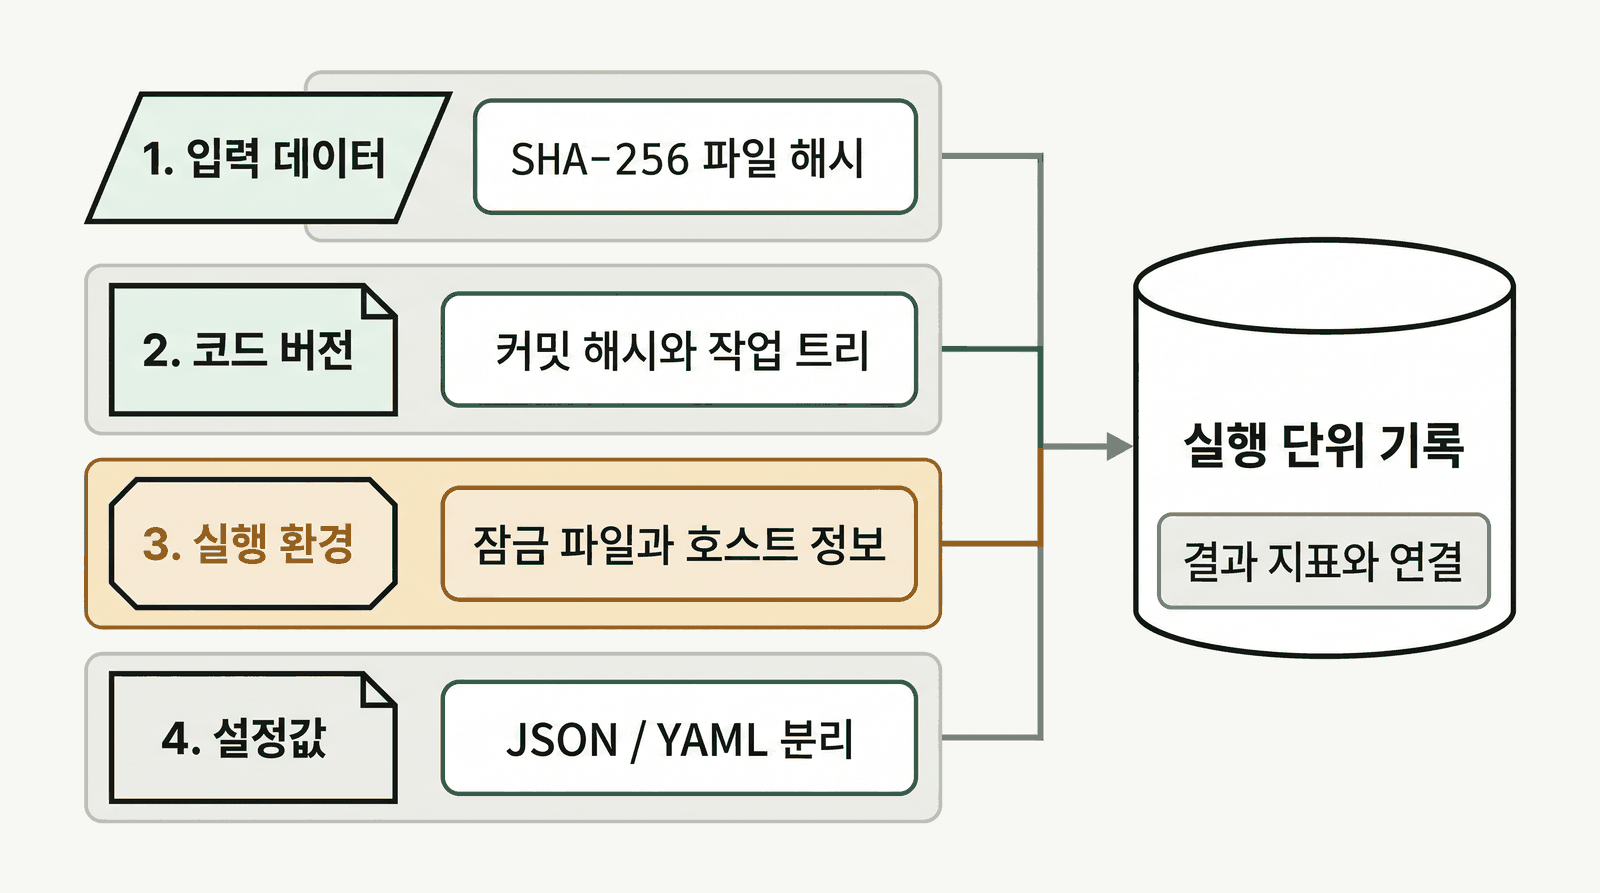 1. 입력 데이터
SHA-256 파일 해시
2. 코드 버전
커밋 해시와 작업 트리
3. 실행 환경
잠금 파일과 호스트 정보
4. 설정값
JSON / YAML 분리
실행 단위 기록
결과 지표와 연결